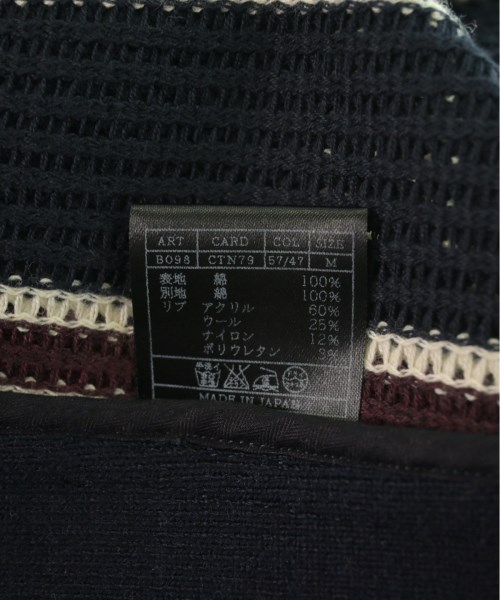 ART CARD COL SIZE
B098 CTN79 57/47 M
表地 綿 100%
別地 綿 100%
リブ アクリル 60%
ウール 25%
ナイロン 12%
ポリウレタン 3%
MADE IN JAPAN